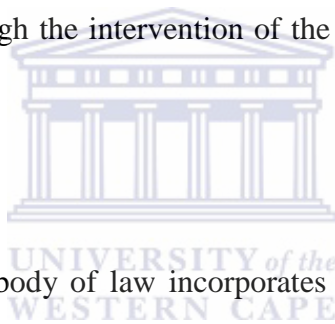 gh the intervention of the
UNIVERSITY of the
body of law incorporates
WESTERN CAPE